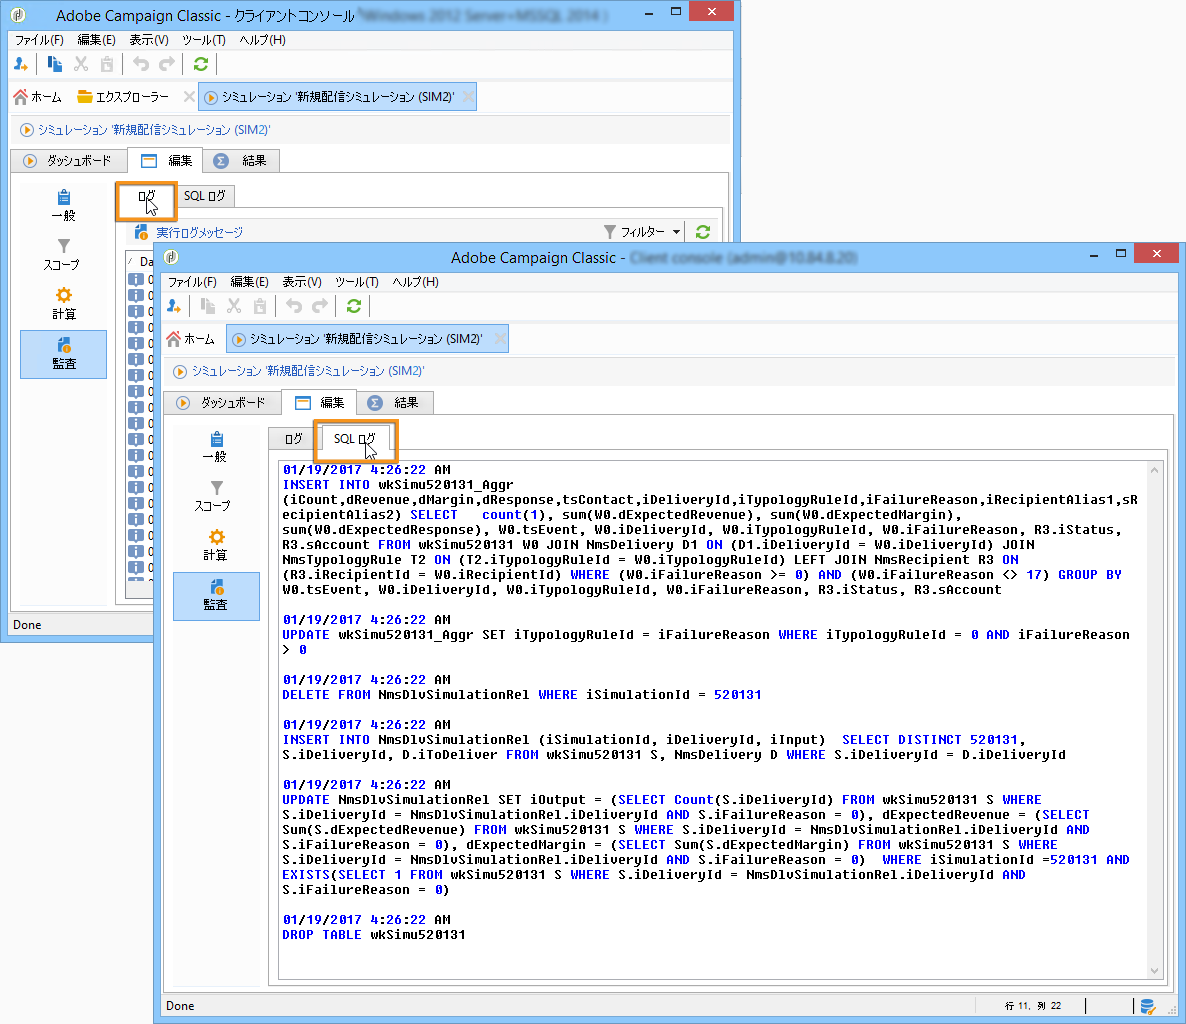 Adobe Campaign Classic - クライアントコンソール
ファイル(F) 編集(E) 表示(V) ツール(T) ヘルプ(H)
ホーム エクスプローラー シミュレーション '新規配信シミュレーション (SIM2)'
シミュレーション '新規配信シミュレーション (SIM2)'
ダッシュボード 編集 結果
一般
スコープ
計算
監査
ログ SQL ログ
実行ログメッセージ フィルター
Da
Done
Adobe Campaign Classic -
ファイル(F) 編集(E) 表示(V) ツール(T) ヘルプ(H)
ホーム シミュレーション '新規配信シミュレーション (SIM2)'
シミュレーション '新規配信シミュレーション (SIM2)'
ダッシュボード 編集 結果
一般
スコープ
計算
監査
ログ SQL ログ
01/19/2017 4:26:22 AM
INSERT INTO wkSimu520131_Aggr
(iCount,dRevenue,dMargin,dResponse,tsContact,iDeliveryId,iTypologyRuleId,iFailureReason,iRecipientAlias1,sR
ecipientAlias2) SELECT   count(1), sum(W0.dExpectedRevenue), sum(W0.dExpectedMargin),
sum(W0.dExpectedResponse), W0.tsEvent, W0.iDeliveryId, W0.iTypologyRuleId, W0.iFailureReason, R3.iStatus,
R3.sAccount FROM wkSimu520131 W0 JOIN NmsDelivery D1 ON (D1.iDeliveryId = W0.iDeliveryId) JOIN
NmsTypologyRule T2 ON (T2.iTypologyRuleId = W0.iTypologyRuleId) LEFT JOIN NmsRecipient R3 ON
(R3.iRecipientId = W0.iRecipientId) WHERE (W0.iFailureReason >= 0) AND (W0.iFailureReason <> 17) GROUP BY
W0.tsEvent, W0.iDeliveryId, W0.iTypologyRuleId, W0.iFailureReason, R3.iStatus, R3.sAccount
01/19/2017 4:26:22 AM
UPDATE wkSimu520131_Aggr SET iTypologyRuleId = iFailureReason WHERE iTypologyRuleId = 0 AND iFailureReason
> 0
01/19/2017 4:26:22 AM
DELETE FROM NmsDlvSimulationRel WHERE iSimulationId = 520131
01/19/2017 4:26:22 AM
INSERT INTO NmsDlvSimulationRel (iSimulationId, iDeliveryId, iInput)  SELECT DISTINCT 520131,
S.iDeliveryId, D.iToDeliver FROM wkSimu520131 S, NmsDelivery D WHERE S.iDeliveryId = D.iDeliveryId
01/19/2017 4:26:22 AM
UPDATE NmsDlvSimulationRel SET iOutput = (SELECT Count(S.iDeliveryId) FROM wkSimu520131 S WHERE
S.iDeliveryId = NmsDlvSimulationRel.iDeliveryId AND S.iFailureReason = 0), dExpectedRevenue = (SELECT
Sum(S.dExpectedRevenue) FROM wkSimu520131 S WHERE S.iDeliveryId = NmsDlvSimulationRel.iDeliveryId AND
S.iFailureReason = 0), dExpectedMargin = (SELECT Sum(S.dExpectedMargin) FROM wkSimu520131 S WHERE
S.iDeliveryId = NmsDlvSimulationRel.iDeliveryId AND S.iFailureReason = 0)  WHERE iSimulationId =520131 AND
EXISTS(SELECT 1 FROM wkSimu520131 S WHERE S.iDeliveryId = NmsDlvSimulationRel.iDeliveryId AND
S.iFailureReason = 0)
01/19/2017 4:26:22 AM
DROP TABLE wkSimu520131
Done 行 11, 列 22